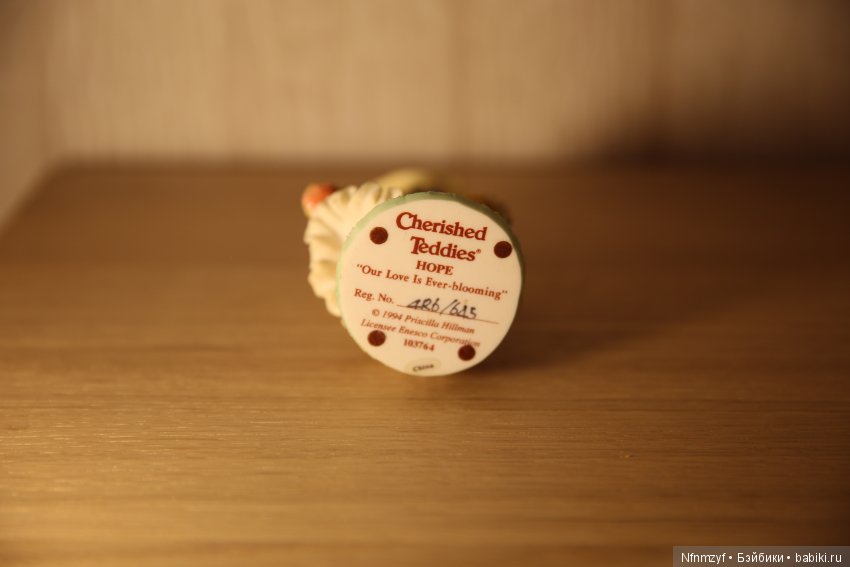 Cherished
Teddies®
HOPE
"Our Love Is Ever-blooming"
Reg. No. 4R6/645
© 1994 Priscilla Hillman
Licensee Enesco Corporation
103764
China
Nfnmzyf • Бэйбики • babiki.ru